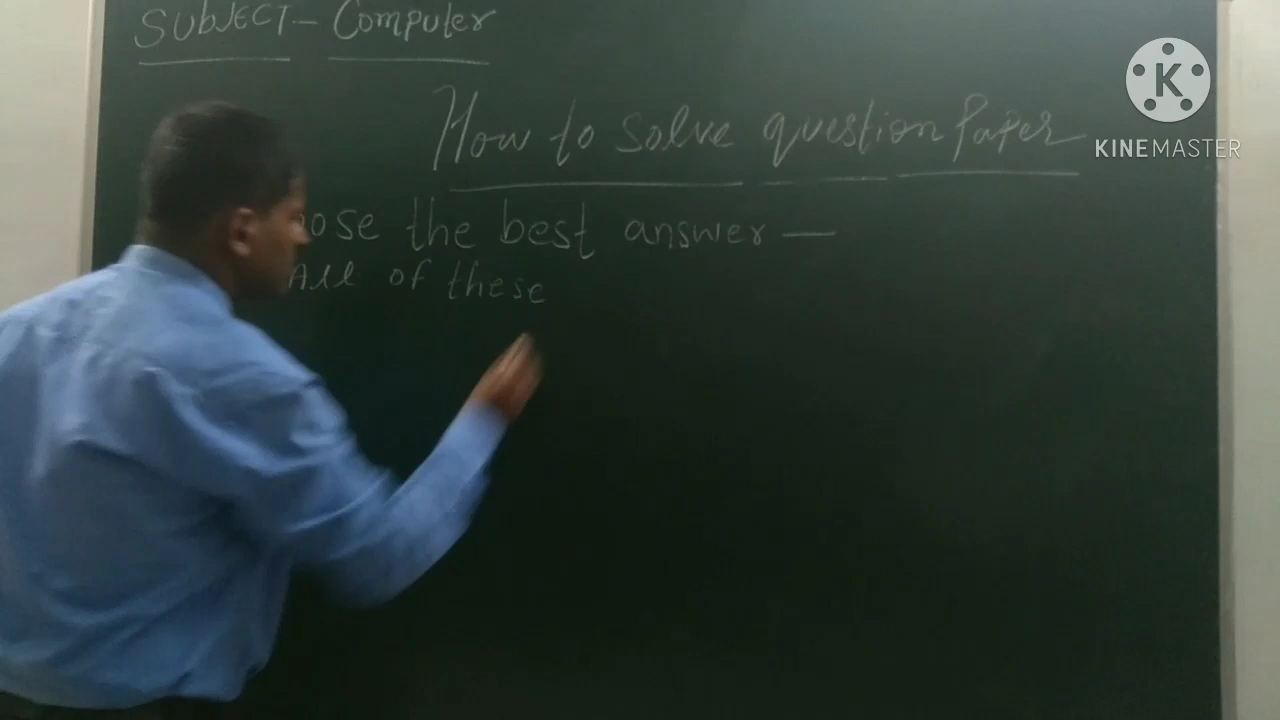 SUBJECT - Computer
How to solve question Paper
ose the best answer —
All of these
K
KINEMASTER